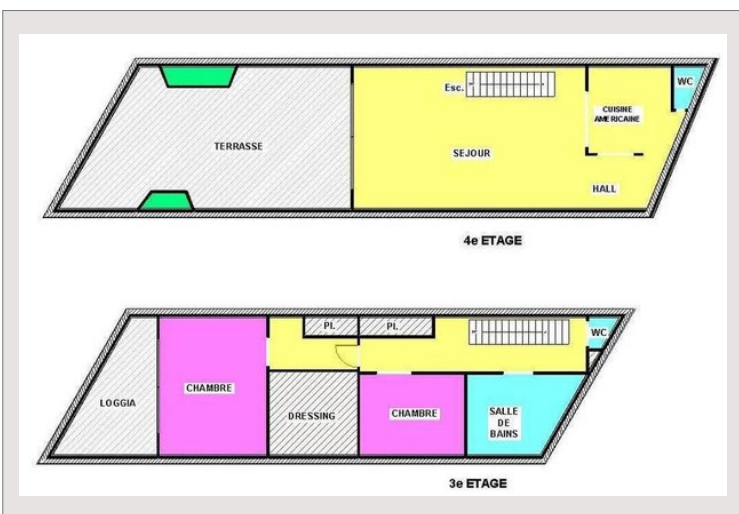 Esc.
WC
CUISINE
AMERICAINE
TERRASSE
SEJOUR
HALL
4e ETAGE
PL.
PL.
WC
CHAMBRE
LOGGIA
DRESSING
CHAMBRE
SALLE
DE
BAINS
3e ETAGE